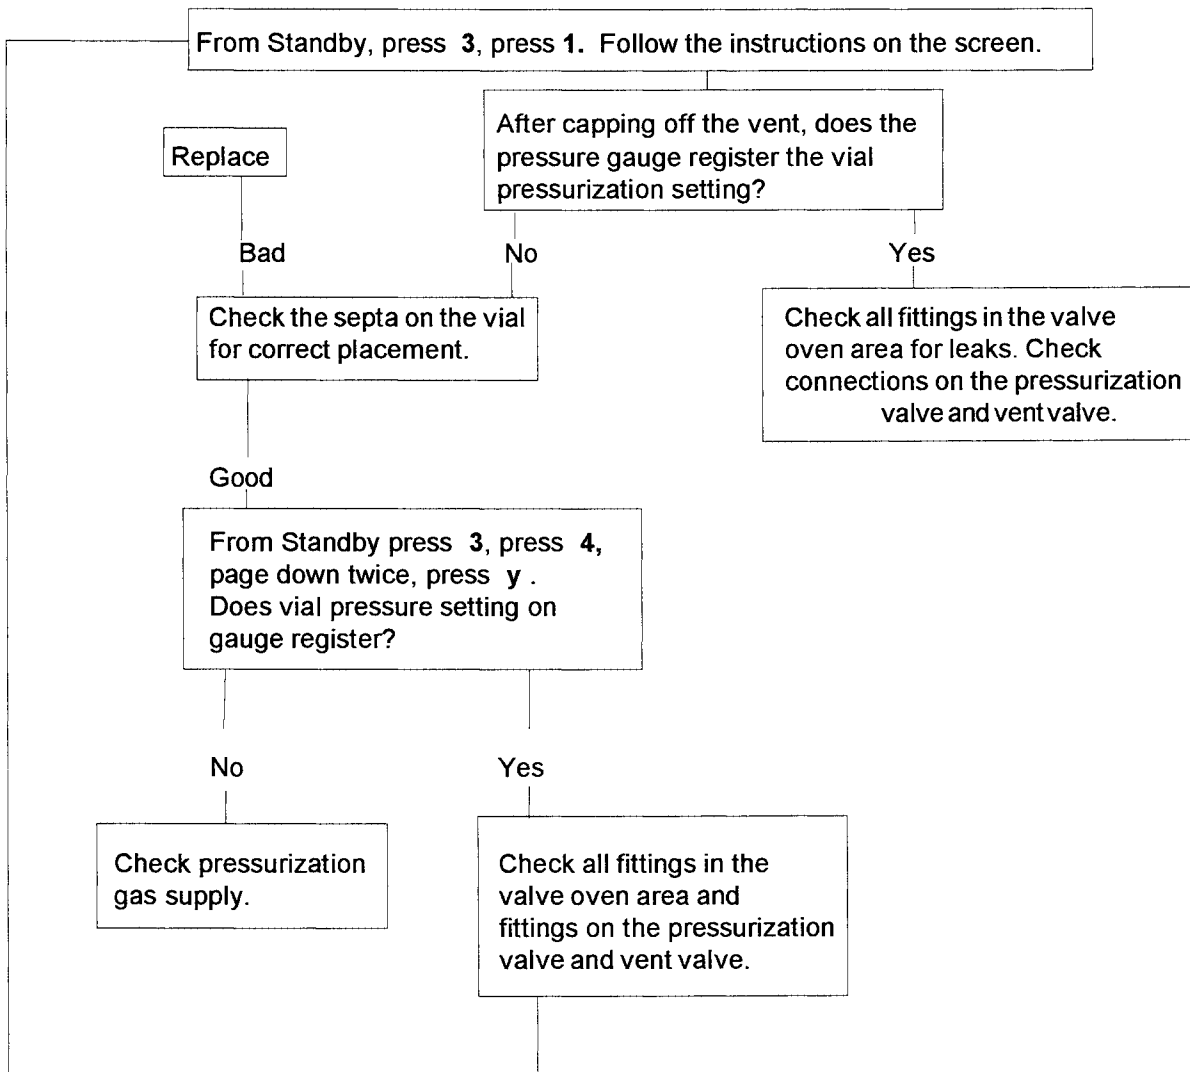 From Standby, press 3, press 1. Follow the instructions on the screen.
After capping off the vent, does the
pressure gauge register the vial
pressurization setting?
Replace
Bad
No
Yes
Check the septa on the vial
for correct placement.
Check all fittings in the valve
oven area for leaks. Check
connections on the pressurization
valve and vent valve.
Good
From Standby press 3, press 4,
page down twice, press y .
Does vial pressure setting on
gauge register?
No
Yes
Check pressurization
gas supply.
Check all fittings in the
valve oven area and
fittings on the pressurization
valve and vent valve.